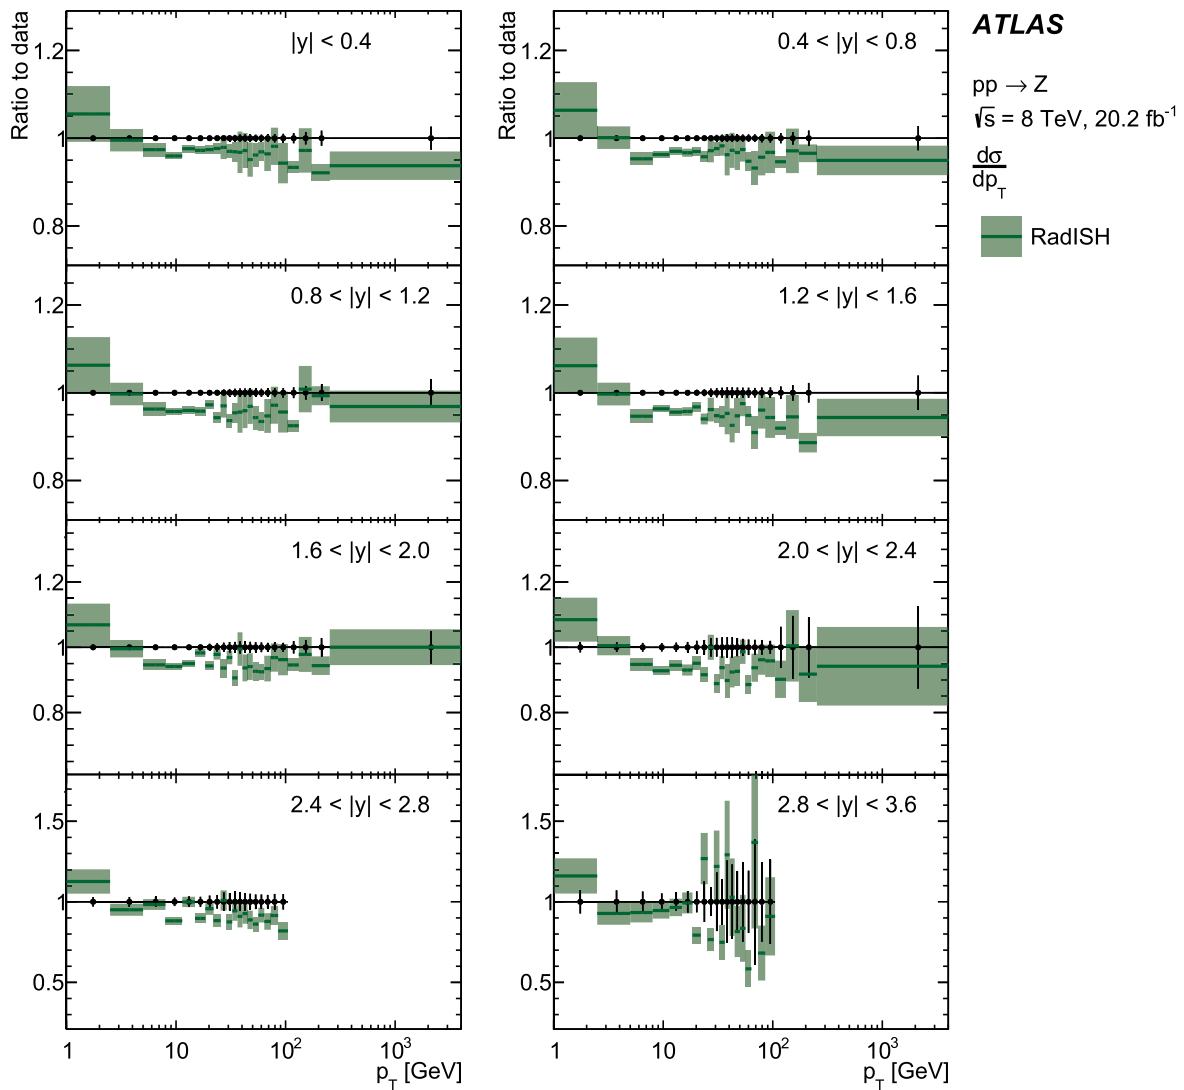 Ratio to data
Ratio to data
|y| < 0.4
0.4 < |y| < 0.8
ATLAS
pp → Z
√s = 8 TeV, 20.2 fb⁻¹
dσ
dp_T
RadISH
1.2
1
0.8
1.2
1
0.8
0.8 < |y| < 1.2
1.2 < |y| < 1.6
1.2
1
0.8
1.2
1
0.8
1.6 < |y| < 2.0
2.0 < |y| < 2.4
1.2
1
0.8
1.2
1
0.8
2.4 < |y| < 2.8
2.8 < |y| < 3.6
1.5
1
0.5
1.5
1
0.5
1 10 10² 10³
1 10 10² 10³
p_T [GeV]
p_T [GeV]